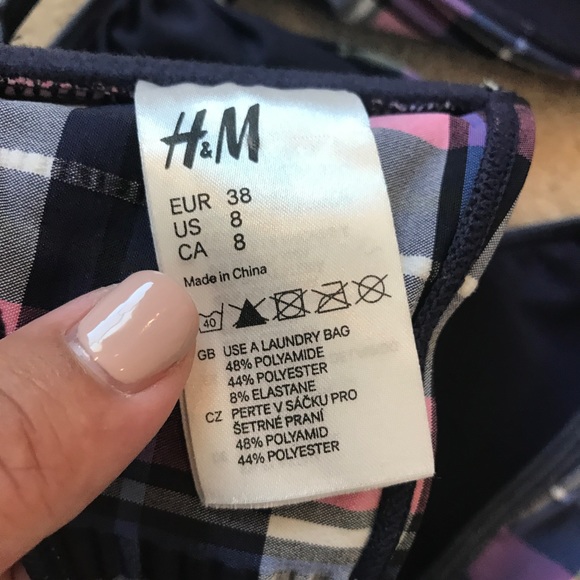 H&M
EUR 38
US 8
CA 8
Made in China
40
GB USE A LAUNDRY BAG
48% POLYAMIDE
44% POLYESTER
8% ELASTANE
CZ PERTE V SÁČKU PRO
ŠETRNÉ PRANÍ
48% POLYAMID
44% POLYESTER